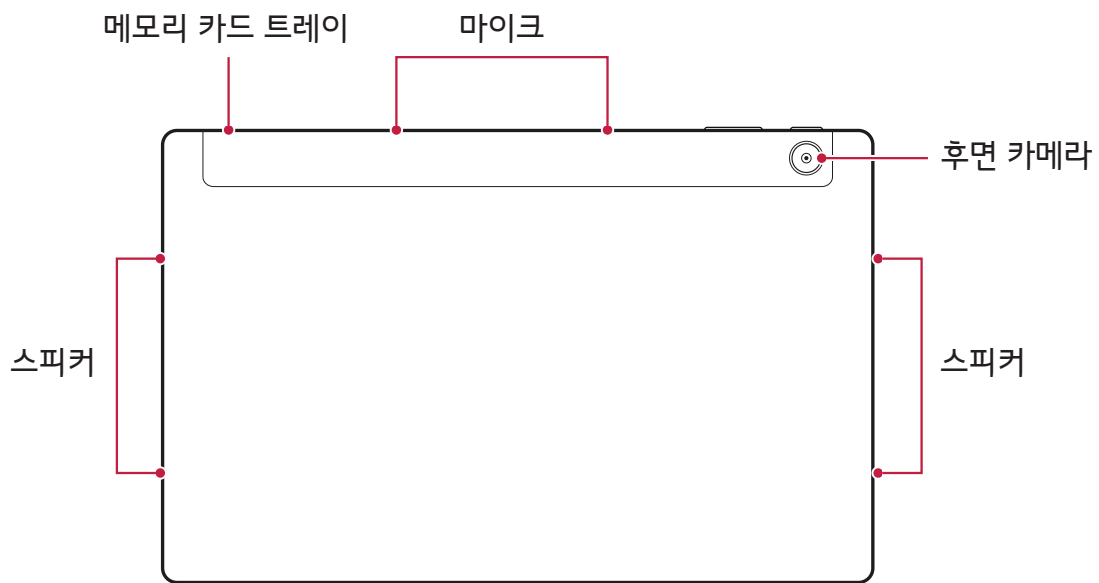 메모리 카드 트레이
마이크
후면 카메라
스피커
스피커